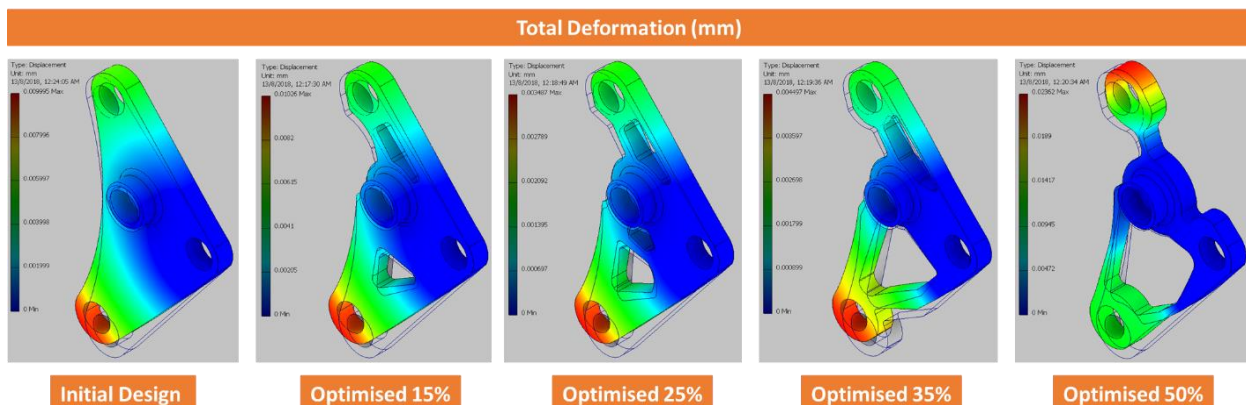 Total Deformation (mm)
Type: Displacement
Unit: mm
13/8/2018, 12:24:05 AM
0.009995 Max
0.007996
0.005997
0.003998
0.001999
0 Min
Initial Design
Type: Displacement
Unit: mm
13/8/2018, 12:17:30 AM
0.01026 Max
0.0082
0.00615
0.0041
0.00205
0 Min
Optimised 15%
Type: Displacement
Unit: mm
13/8/2018, 12:18:49 AM
0.003487 Max
0.002789
0.002092
0.001395
0.000697
0 Min
Optimised 25%
Type: Displacement
Unit: mm
13/8/2018, 12:19:36 AM
0.004497 Max
0.003597
0.002698
0.001799
0.000899
0 Min
Optimised 35%
Type: Displacement
Unit: mm
13/8/2018, 12:20:34 AM
0.02362 Max
0.0189
0.01417
0.00945
0.00472
0 Min
Optimised 50%